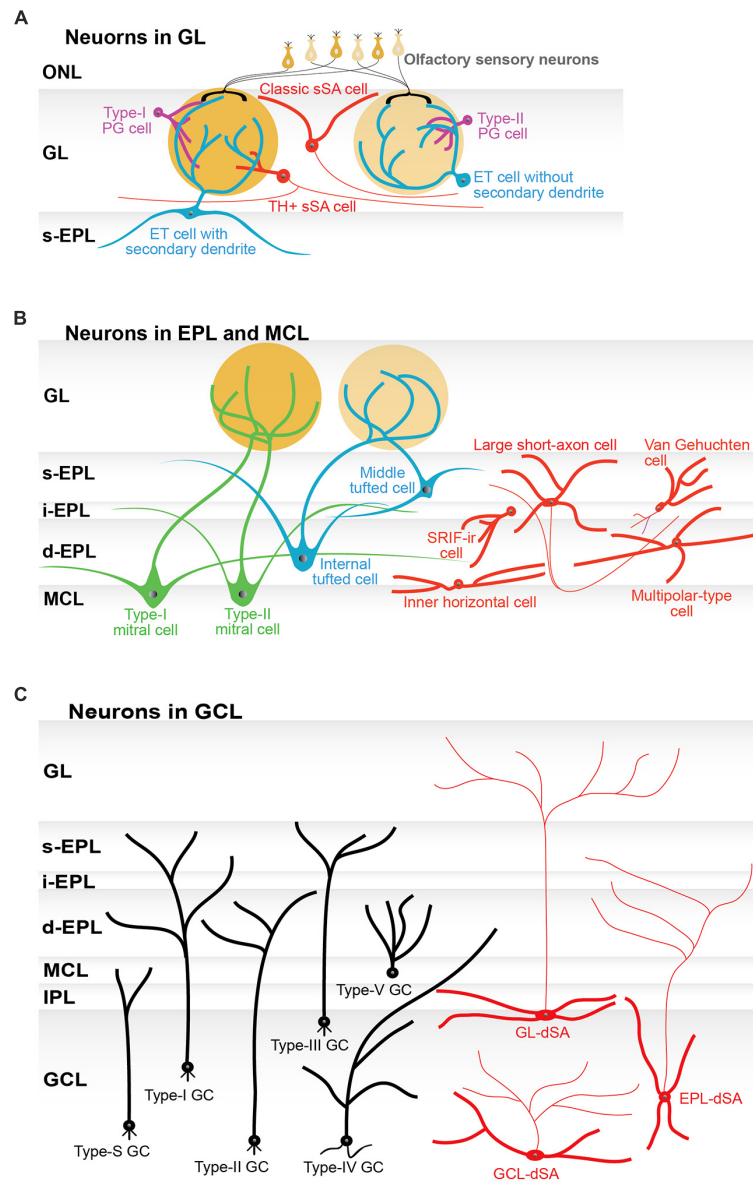 A
Neuorns in GL
Olfactory sensory neurons
ONL
Classic sSA cell
Type-I
PG cell
Type-II
PG cell
GL
ET cell without
secondary dendrite
TH+ sSA cell
s-EPL
ET cell with
secondary dendrite
B
Neurons in EPL and MCL
GL
Large short-axon cell
Van Gehuchten
cell
s-EPL
Middle
tufted cell
i-EPL
SRIF-ir
cell
d-EPL
Internal
tufted cell
MCL
Inner horizontal cell
Multipolar-type
cell
Type-I
mitral cell
Type-II
mitral cell
C
Neurons in GCL
GL
s-EPL
i-EPL
d-EPL
MCL
Type-V GC
IPL
GL-dSA
Type-III GC
GCL
Type-I GC
EPL-dSA
Type-S GC
Type-II GC
Type-IV GC
GCL-dSA